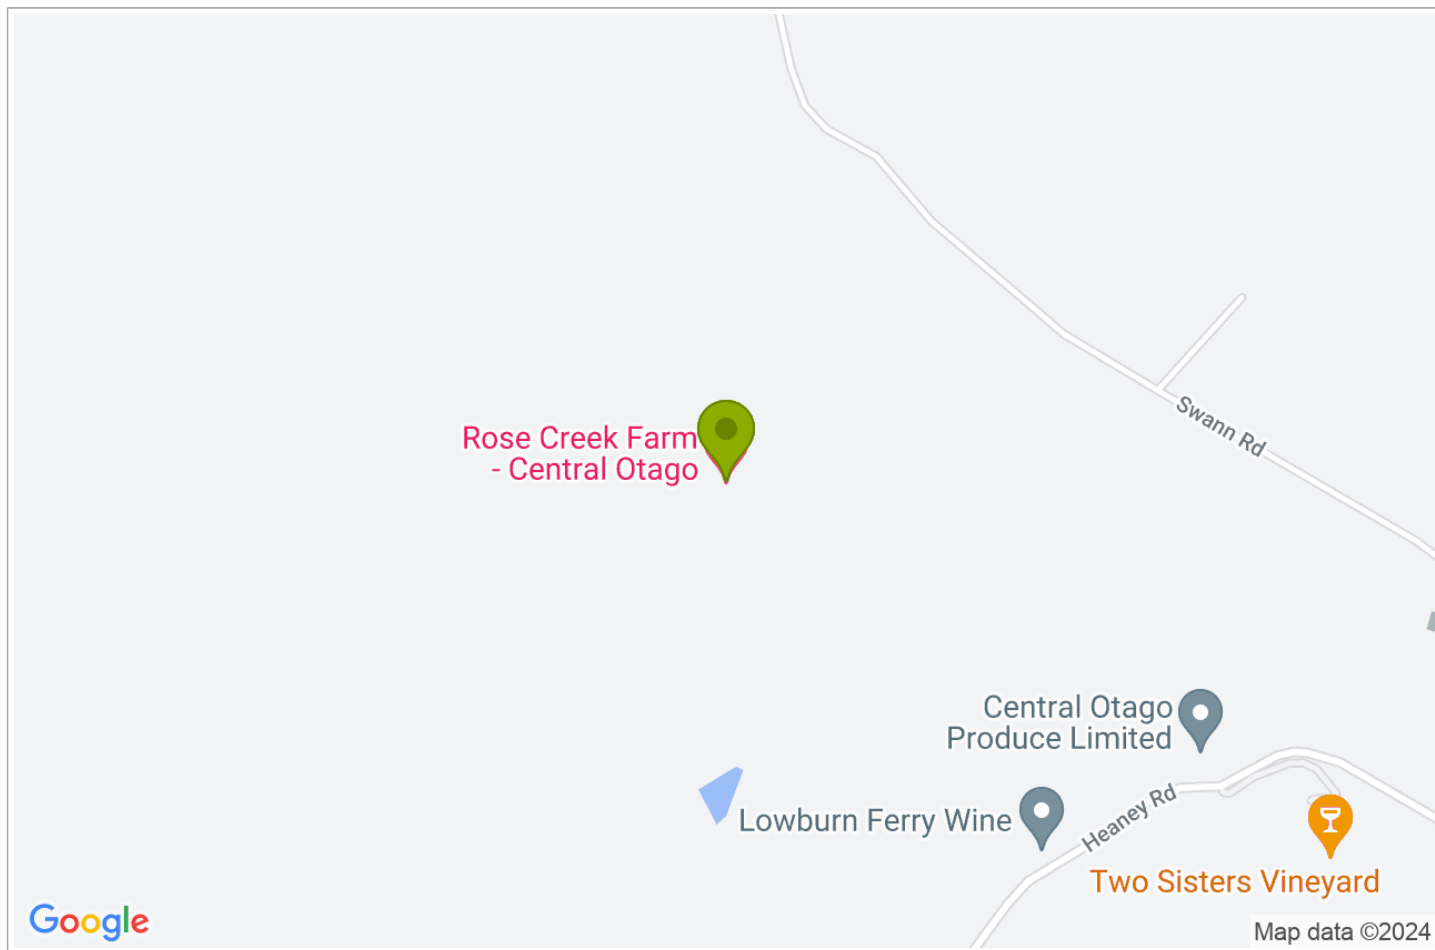 Swann Rd
Rose Creek Farm
- Central Otago
Central Otago
Produce Limited
Heaney Rd
Lowburn Ferry Wine
Two Sisters Vineyard
Google
Map data ©2024